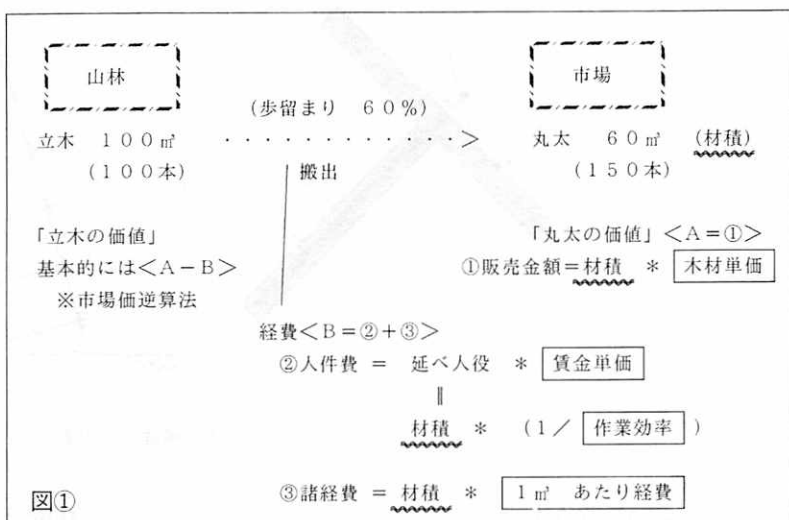 山林
市場
(歩留まり 60%)
立木 100㎥ ・・・・・・・・・・・・> 丸太 60㎥ (材積)
(100本) (150本)
搬出
「立木の価値」 「丸太の価値」<A=①>
基本的には<A-B> ①販売金額=材積 * 木材単価
※市場価逆算法
経費<B=②+③>
②人件費 = 延べ人役 * 賃金単価
‖
材積 * (1/ 作業効率 )
③諸経費 = 材積 * 1㎥ あたり経費
図①